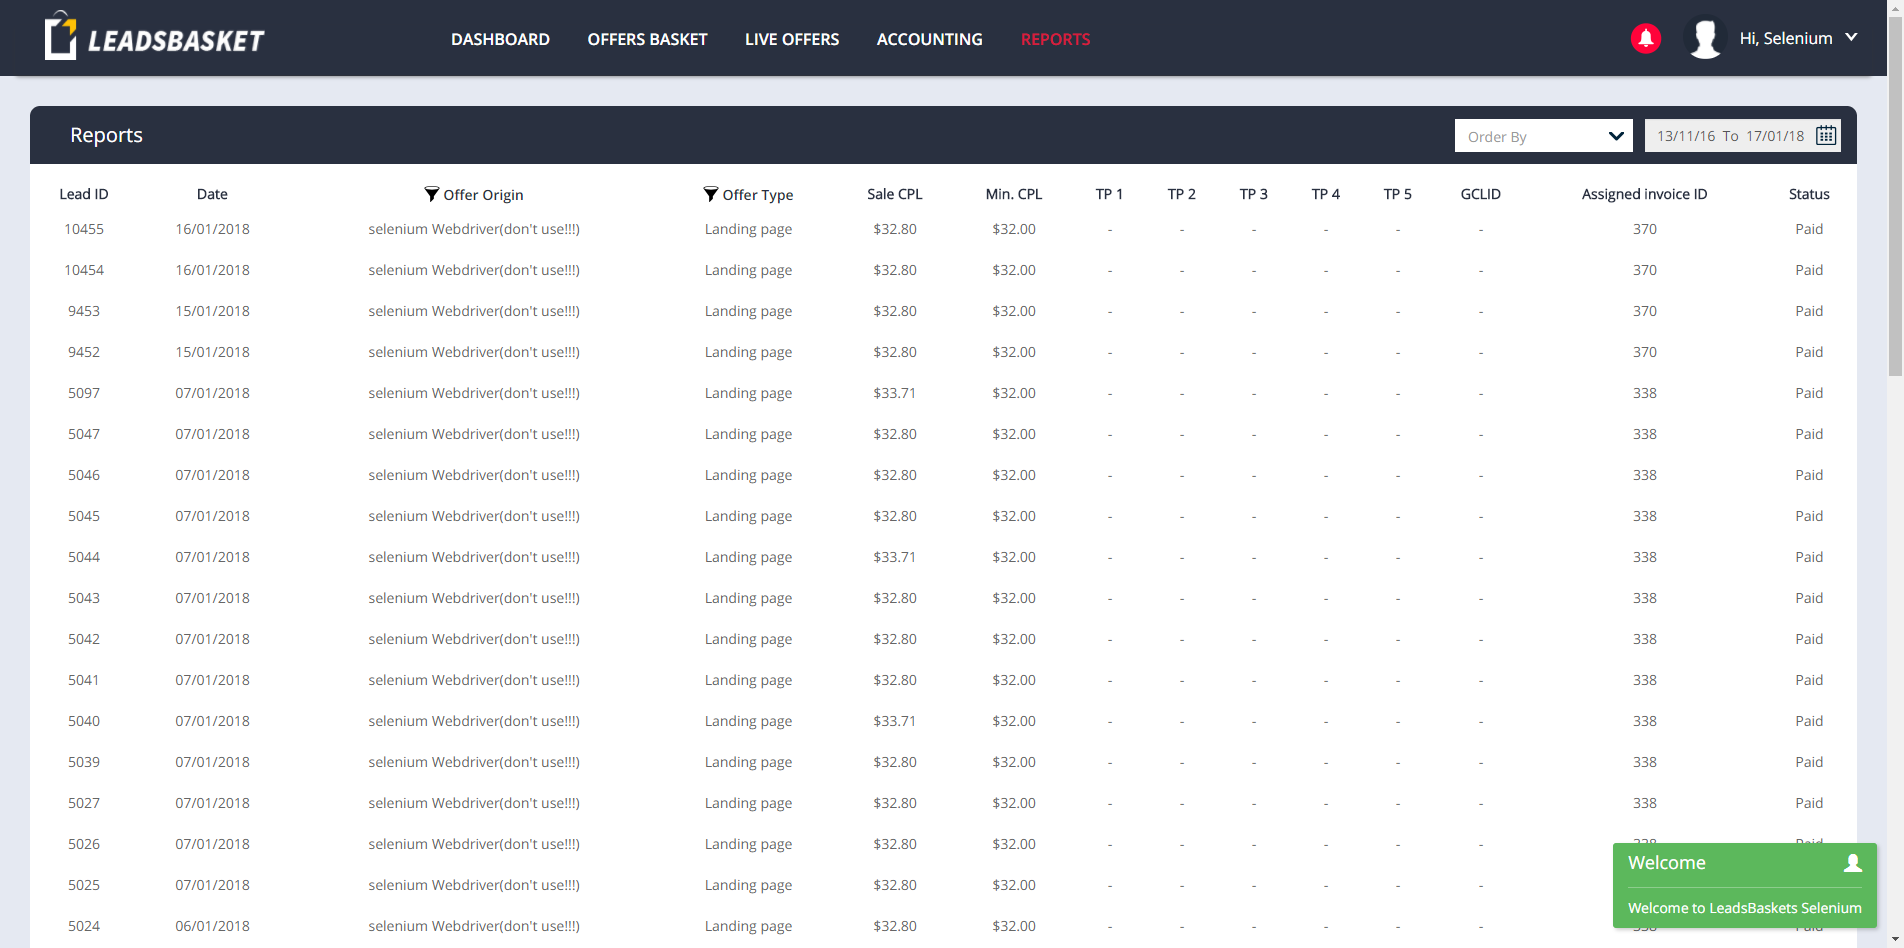 LEADSBASKET DASHBOARD OFFERS BASKET LIVE OFFERS ACCOUNTING REPORTS Hi, Selenium
Reports Order By 13/11/16 To 17/01/18
Lead ID Date Offer Origin Offer Type Sale CPL Min. CPL TP 1 TP 2 TP 3 TP 4 TP 5 GCLID Assigned invoice ID Status
10455 16/01/2018 selenium Webdriver(don't use!!!) Landing page $32.80 $32.00 - - - - - - 370 Paid
10454 16/01/2018 selenium Webdriver(don't use!!!) Landing page $32.80 $32.00 - - - - - - 370 Paid
9453 15/01/2018 selenium Webdriver(don't use!!!) Landing page $32.80 $32.00 - - - - - - 370 Paid
9452 15/01/2018 selenium Webdriver(don't use!!!) Landing page $32.80 $32.00 - - - - - - 370 Paid
5097 07/01/2018 selenium Webdriver(don't use!!!) Landing page $33.71 $32.00 - - - - - - 338 Paid
5047 07/01/2018 selenium Webdriver(don't use!!!) Landing page $32.80 $32.00 - - - - - - 338 Paid
5046 07/01/2018 selenium Webdriver(don't use!!!) Landing page $32.80 $32.00 - - - - - - 338 Paid
5045 07/01/2018 selenium Webdriver(don't use!!!) Landing page $32.80 $32.00 - - - - - - 338 Paid
5044 07/01/2018 selenium Webdriver(don't use!!!) Landing page $33.71 $32.00 - - - - - - 338 Paid
5043 07/01/2018 selenium Webdriver(don't use!!!) Landing page $32.80 $32.00 - - - - - - 338 Paid
5042 07/01/2018 selenium Webdriver(don't use!!!) Landing page $32.80 $32.00 - - - - - - 338 Paid
5041 07/01/2018 selenium Webdriver(don't use!!!) Landing page $32.80 $32.00 - - - - - - 338 Paid
5040 07/01/2018 selenium Webdriver(don't use!!!) Landing page $33.71 $32.00 - - - - - - 338 Paid
5039 07/01/2018 selenium Webdriver(don't use!!!) Landing page $32.80 $32.00 - - - - - - 338 Paid
5027 07/01/2018 selenium Webdriver(don't use!!!) Landing page $32.80 $32.00 - - - - - - 338 Paid
5026 07/01/2018 selenium Webdriver(don't use!!!) Landing page $32.80 $32.00 - - - - - -
5025 07/01/2018 selenium Webdriver(don't use!!!) Landing page $32.80 $32.00 - - - - - -
5024 06/01/2018 selenium Webdriver(don't use!!!) Landing page $32.80 $32.00 - - - - - -
Welcome
Welcome to LeadsBaskets Selenium